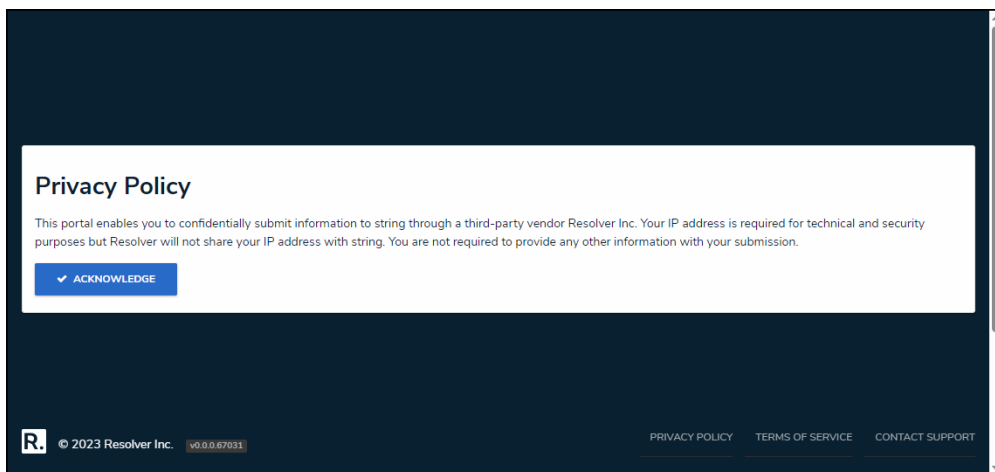 Privacy Policy
This portal enables you to confidentially submit information to string through a third-party vendor Resolver Inc. Your IP address is required for technical and security
purposes but Resolver will not share your IP address with string. You are not required to provide any other information with your submission.
✔ ACKNOWLEDGE
R. © 2023 Resolver Inc. v0.0.0.67031 PRIVACY POLICY TERMS OF SERVICE CONTACT SUPPORT